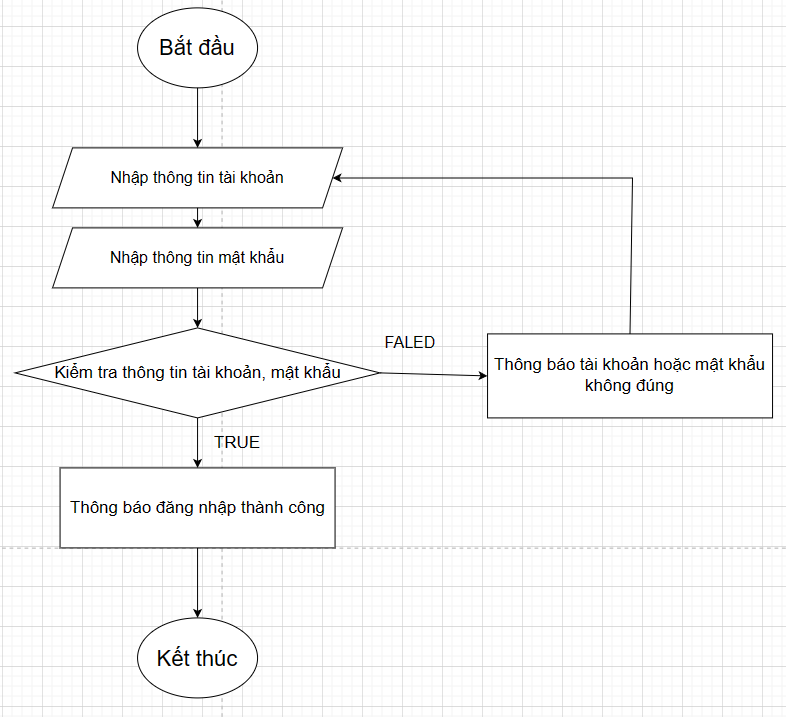 Bắt đầu
Nhập thông tin tài khoản
Nhập thông tin mật khẩu
Kiểm tra thông tin tài khoản, mật khẩu
FALED
Thông báo tài khoản hoặc mật khẩu
không đúng
TRUE
Thông báo đăng nhập thành công
Kết thúc